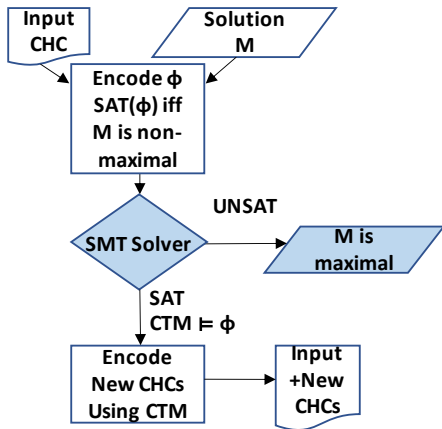 Input
CHC
Solution
M
Encode ϕ
SAT(ϕ) iff
M is non-
maximal
UNSAT
SMT Solver
M is
maximal
SAT
CTM ⊨ ϕ
Encode
New CHCs
Using CTM
Input
+New
CHCs